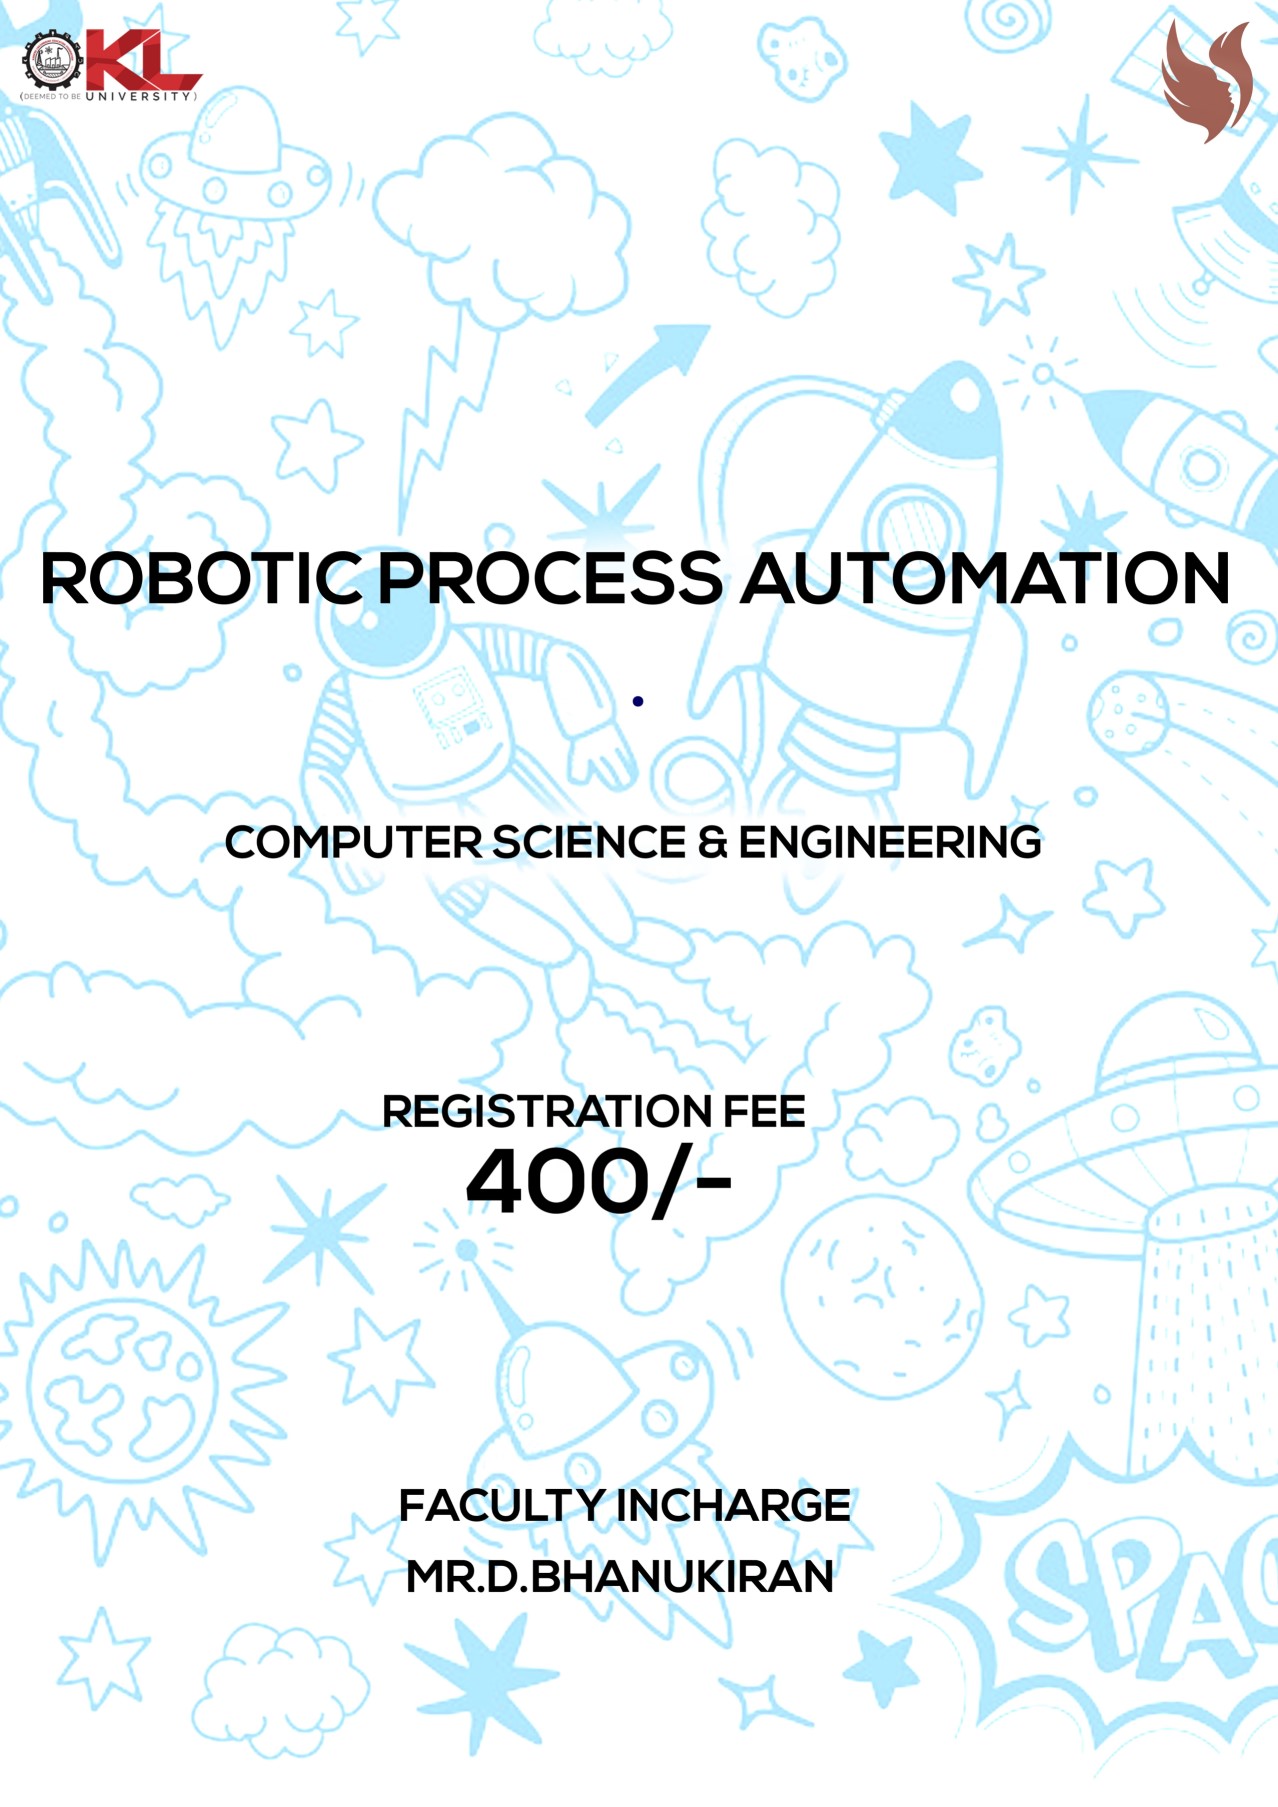 KL
(DEEMED TO BE UNIVERSITY)
ROBOTIC PROCESS AUTOMATION
COMPUTER SCIENCE & ENGINEERING
REGISTRATION FEE
400/-
FACULTY INCHARGE
MR.D.BHANUKIRAN
SPAC